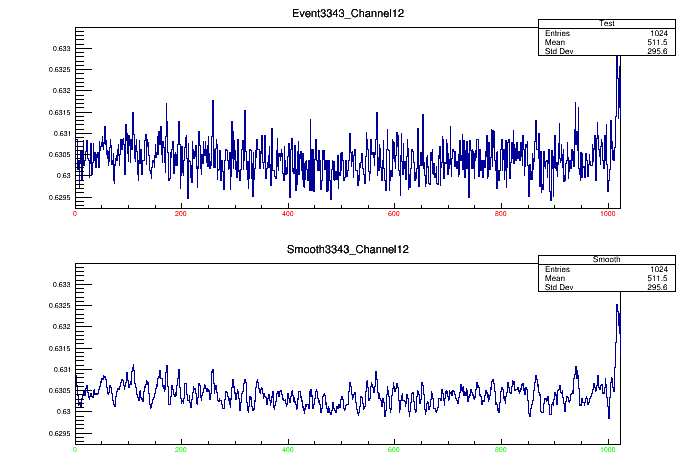 Event3343_Channel12
Test
Entries 1024
Mean 511.5
Std Dev 295.6
0.633
0.6325
0.632
0.6315
0.631
0.6305
0.63
0.6295
0 200 400 600 800 1000
Smooth3343_Channel12
Smooth
Entries 1024
Mean 511.5
Std Dev 295.6
0.633
0.6325
0.632
0.6315
0.631
0.6305
0.63
0.6295
0 200 400 600 800 1000